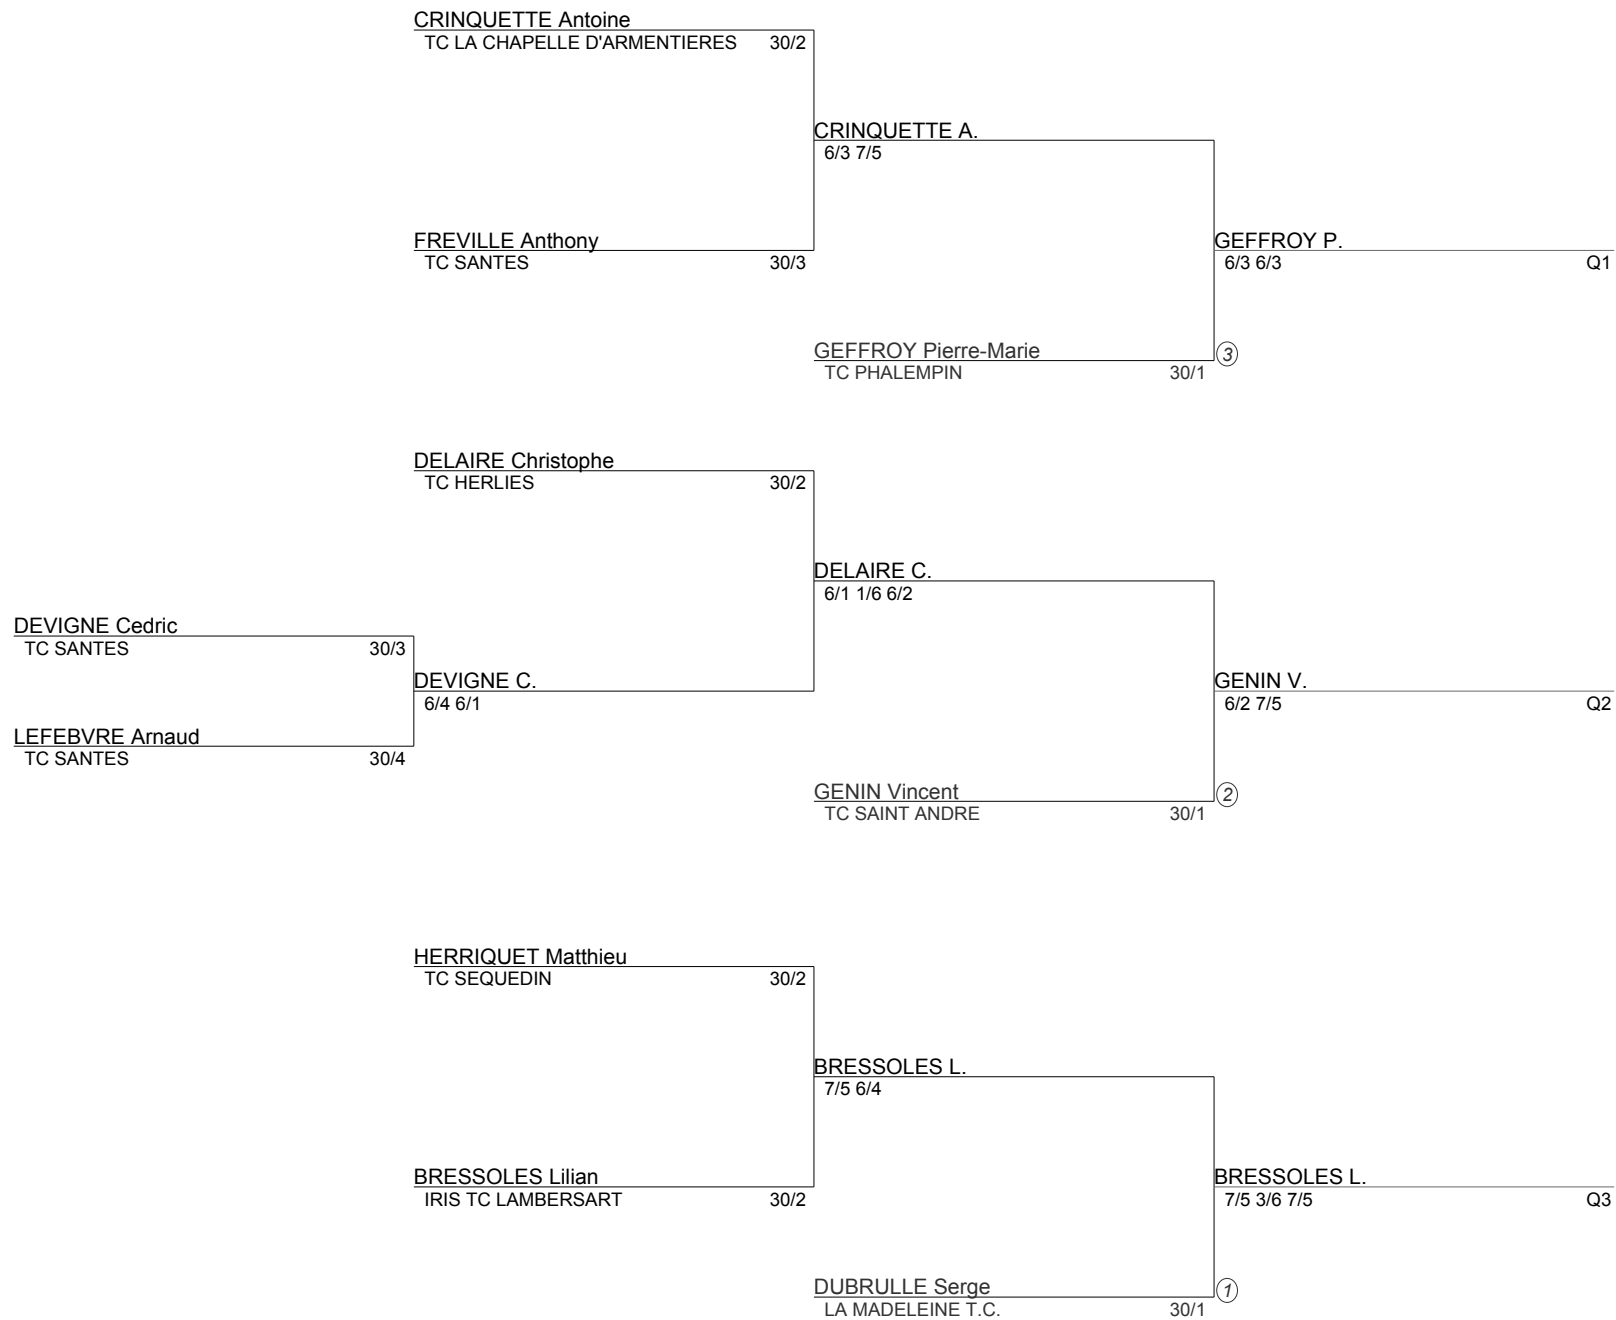 CRINQUETTE Antoine
TC LA CHAPELLE D'ARMENTIERES 30/2
CRINQUETTE A.
6/3 7/5
FREVILLE Anthony
TC SANTES 30/3
GEFFROY P.
6/3 6/3 Q1
GEFFROY Pierre-Marie 3
TC PHALEMPIN 30/1
DELAIRE Christophe
TC HERLIES 30/2
DELAIRE C.
6/1 1/6 6/2
DEVIGNE Cedric
TC SANTES 30/3
DEVIGNE C.
6/4 6/1
GENIN V.
6/2 7/5 Q2
LEFEBVRE Arnaud
TC SANTES 30/4
GENIN Vincent 2
TC SAINT ANDRE 30/1
HERRIQUET Matthieu
TC SEQUEDIN 30/2
BRESSOLES L.
7/5 6/4
BRESSOLES Lilian
IRIS TC LAMBERSART 30/2
BRESSOLES L.
7/5 3/6 7/5 Q3
DUBRULLE Serge 1
LA MADELEINE T.C. 30/1